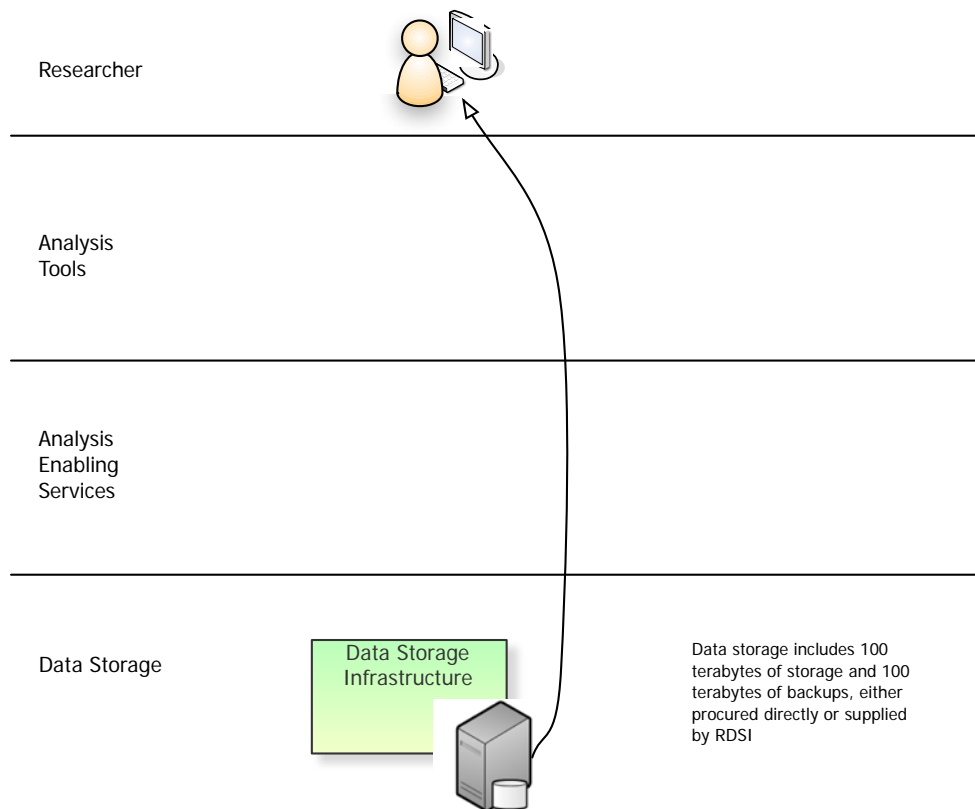 Researcher
Analysis
Tools
Analysis
Enabling
Services
Data Storage
Data Storage
Infrastructure
Data storage includes 100
terabytes of storage and 100
terabytes of backups, either
procured directly or supplied
by RDSI